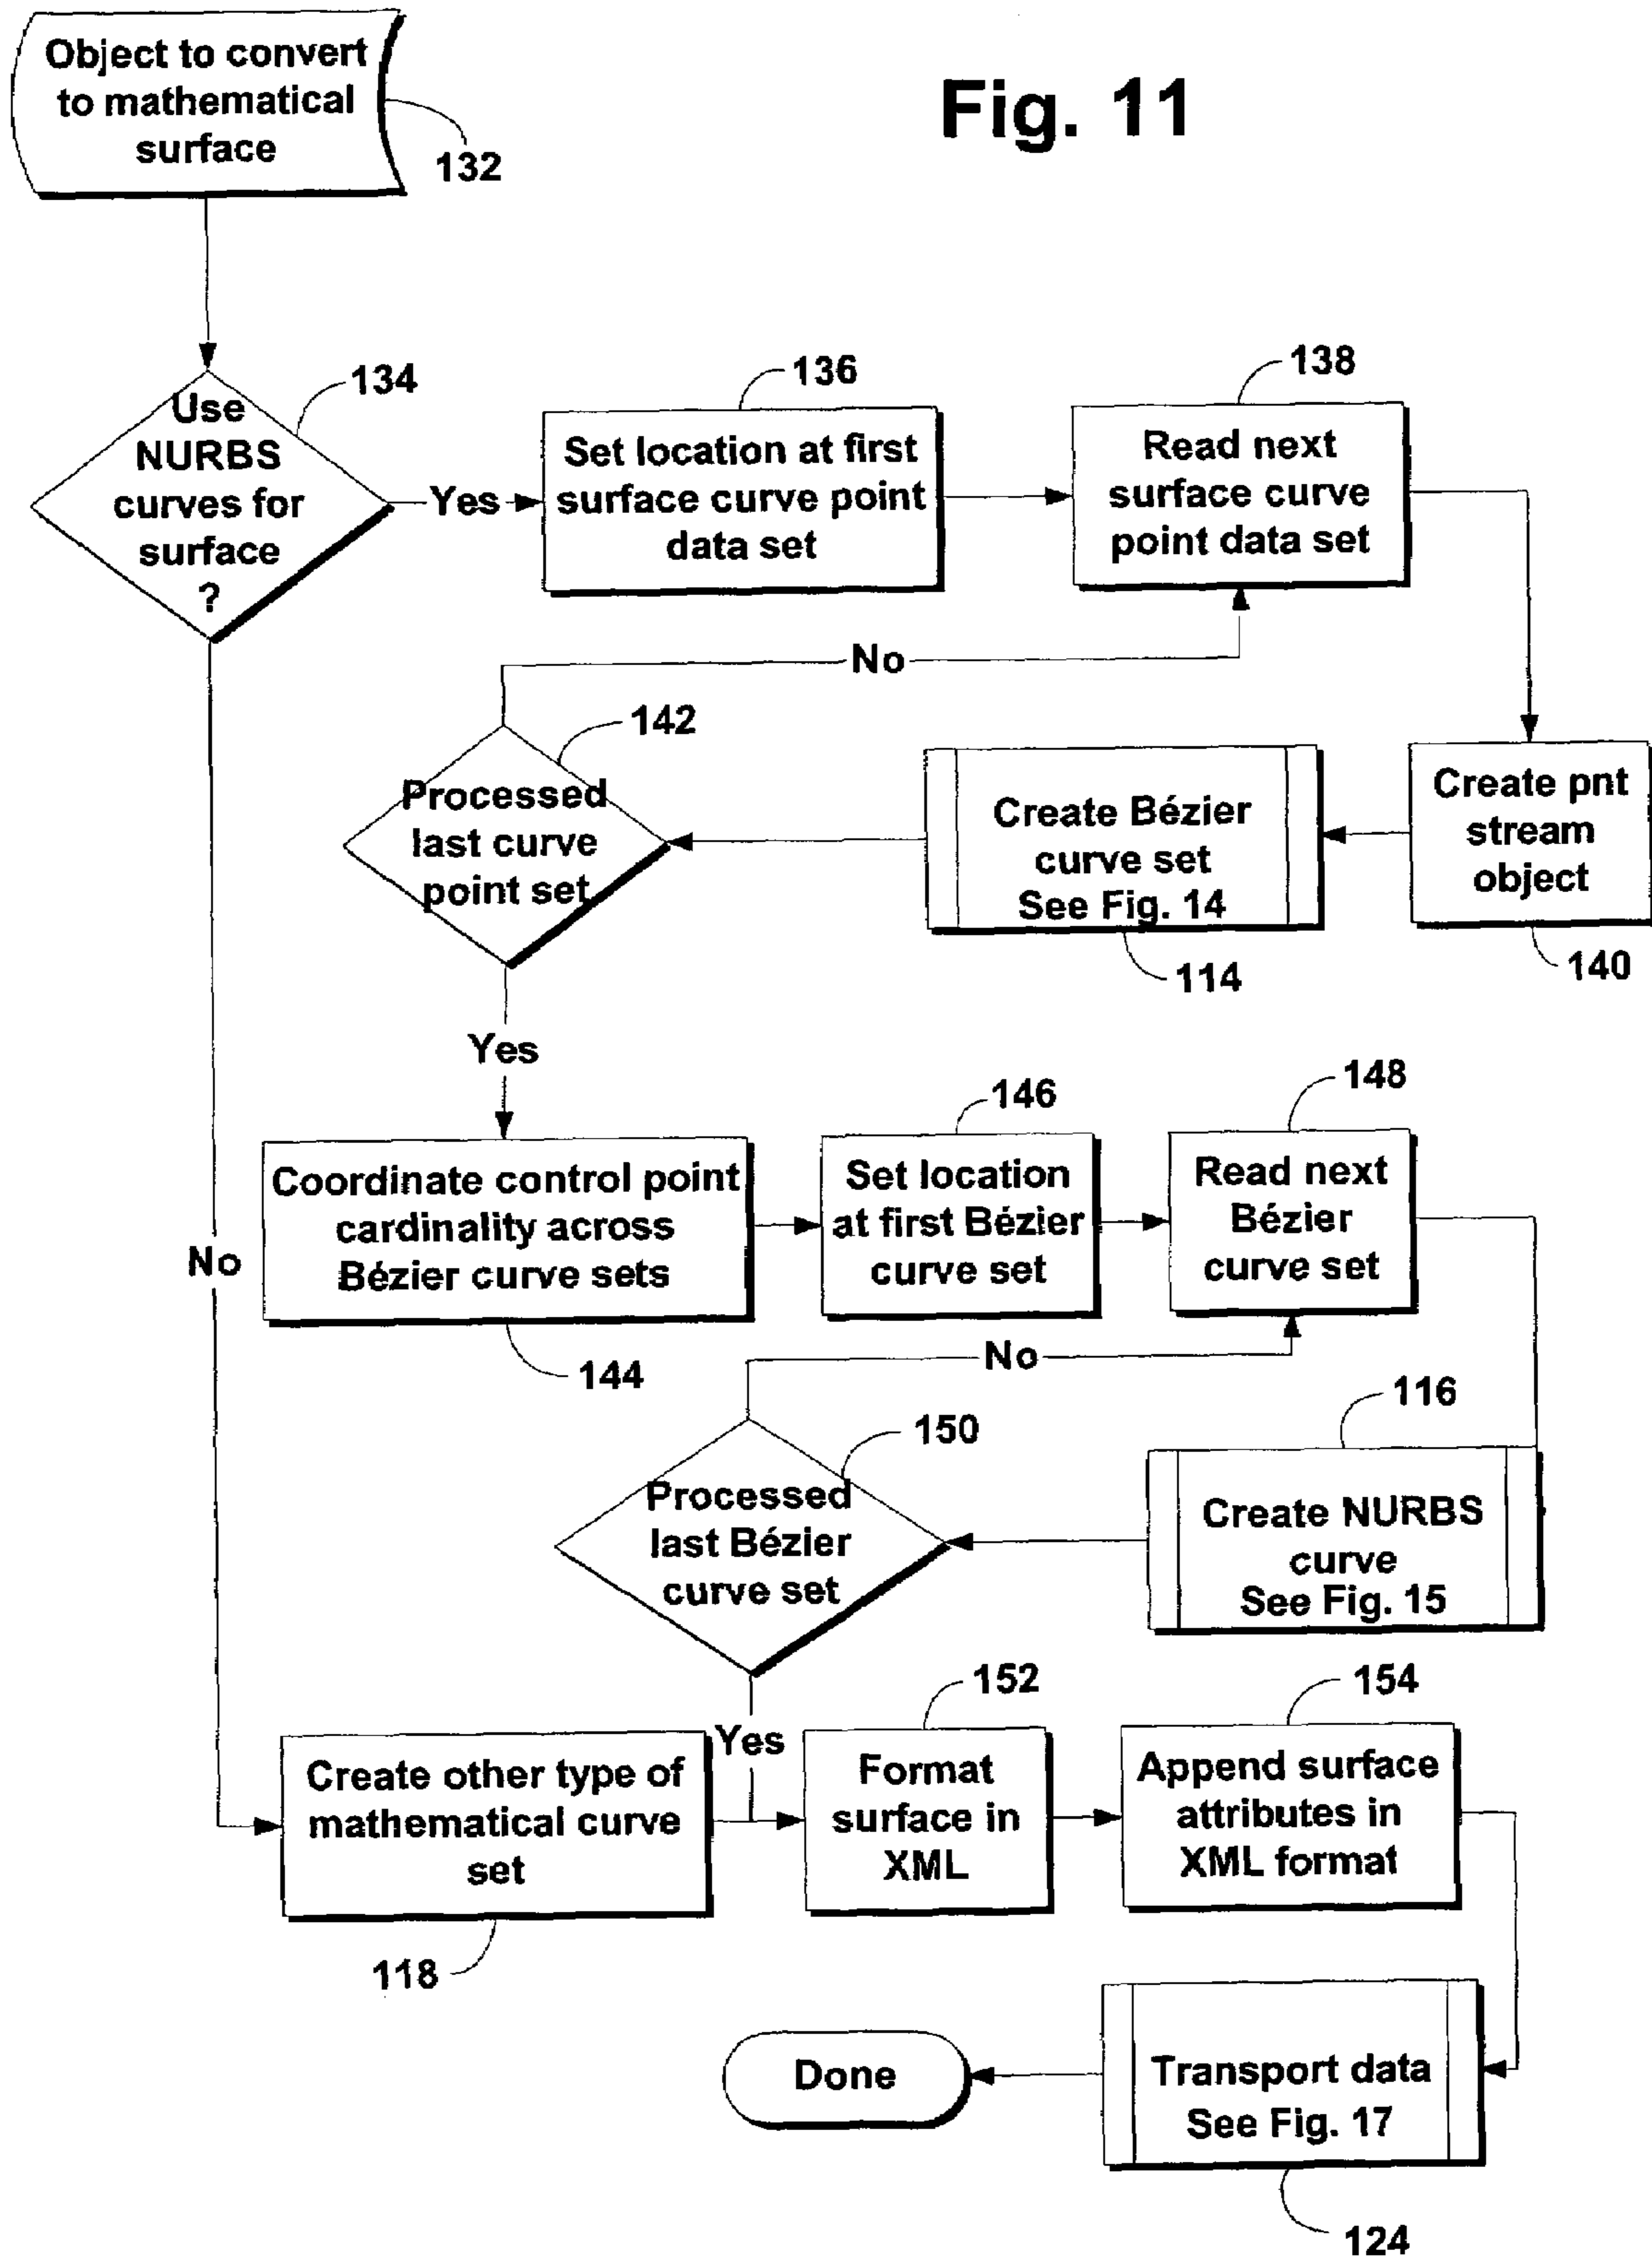 Fig. 11
Object to convert
to mathematical
surface
132
134
Use
NURBS
curves for
surface
?
Yes
136
Set location at first
surface curve point
data set
138
Read next
surface curve
point data set
No
142
Processed
last curve
point set
Create Bézier
curve set
See Fig. 14
114
Create pnt
stream
object
140
Yes
144
Coordinate control point
cardinality across
Bézier curve sets
146
Set location
at first Bézier
curve set
148
Read next
Bézier
curve set
No
No
150
Processed
last Bézier
curve set
116
Create NURBS
curve
See Fig. 15
Yes
Create other type of
mathematical curve
set
118
152
Format
surface in
XML
154
Append surface
attributes in
XML format
Done
Transport data
See Fig. 17
124